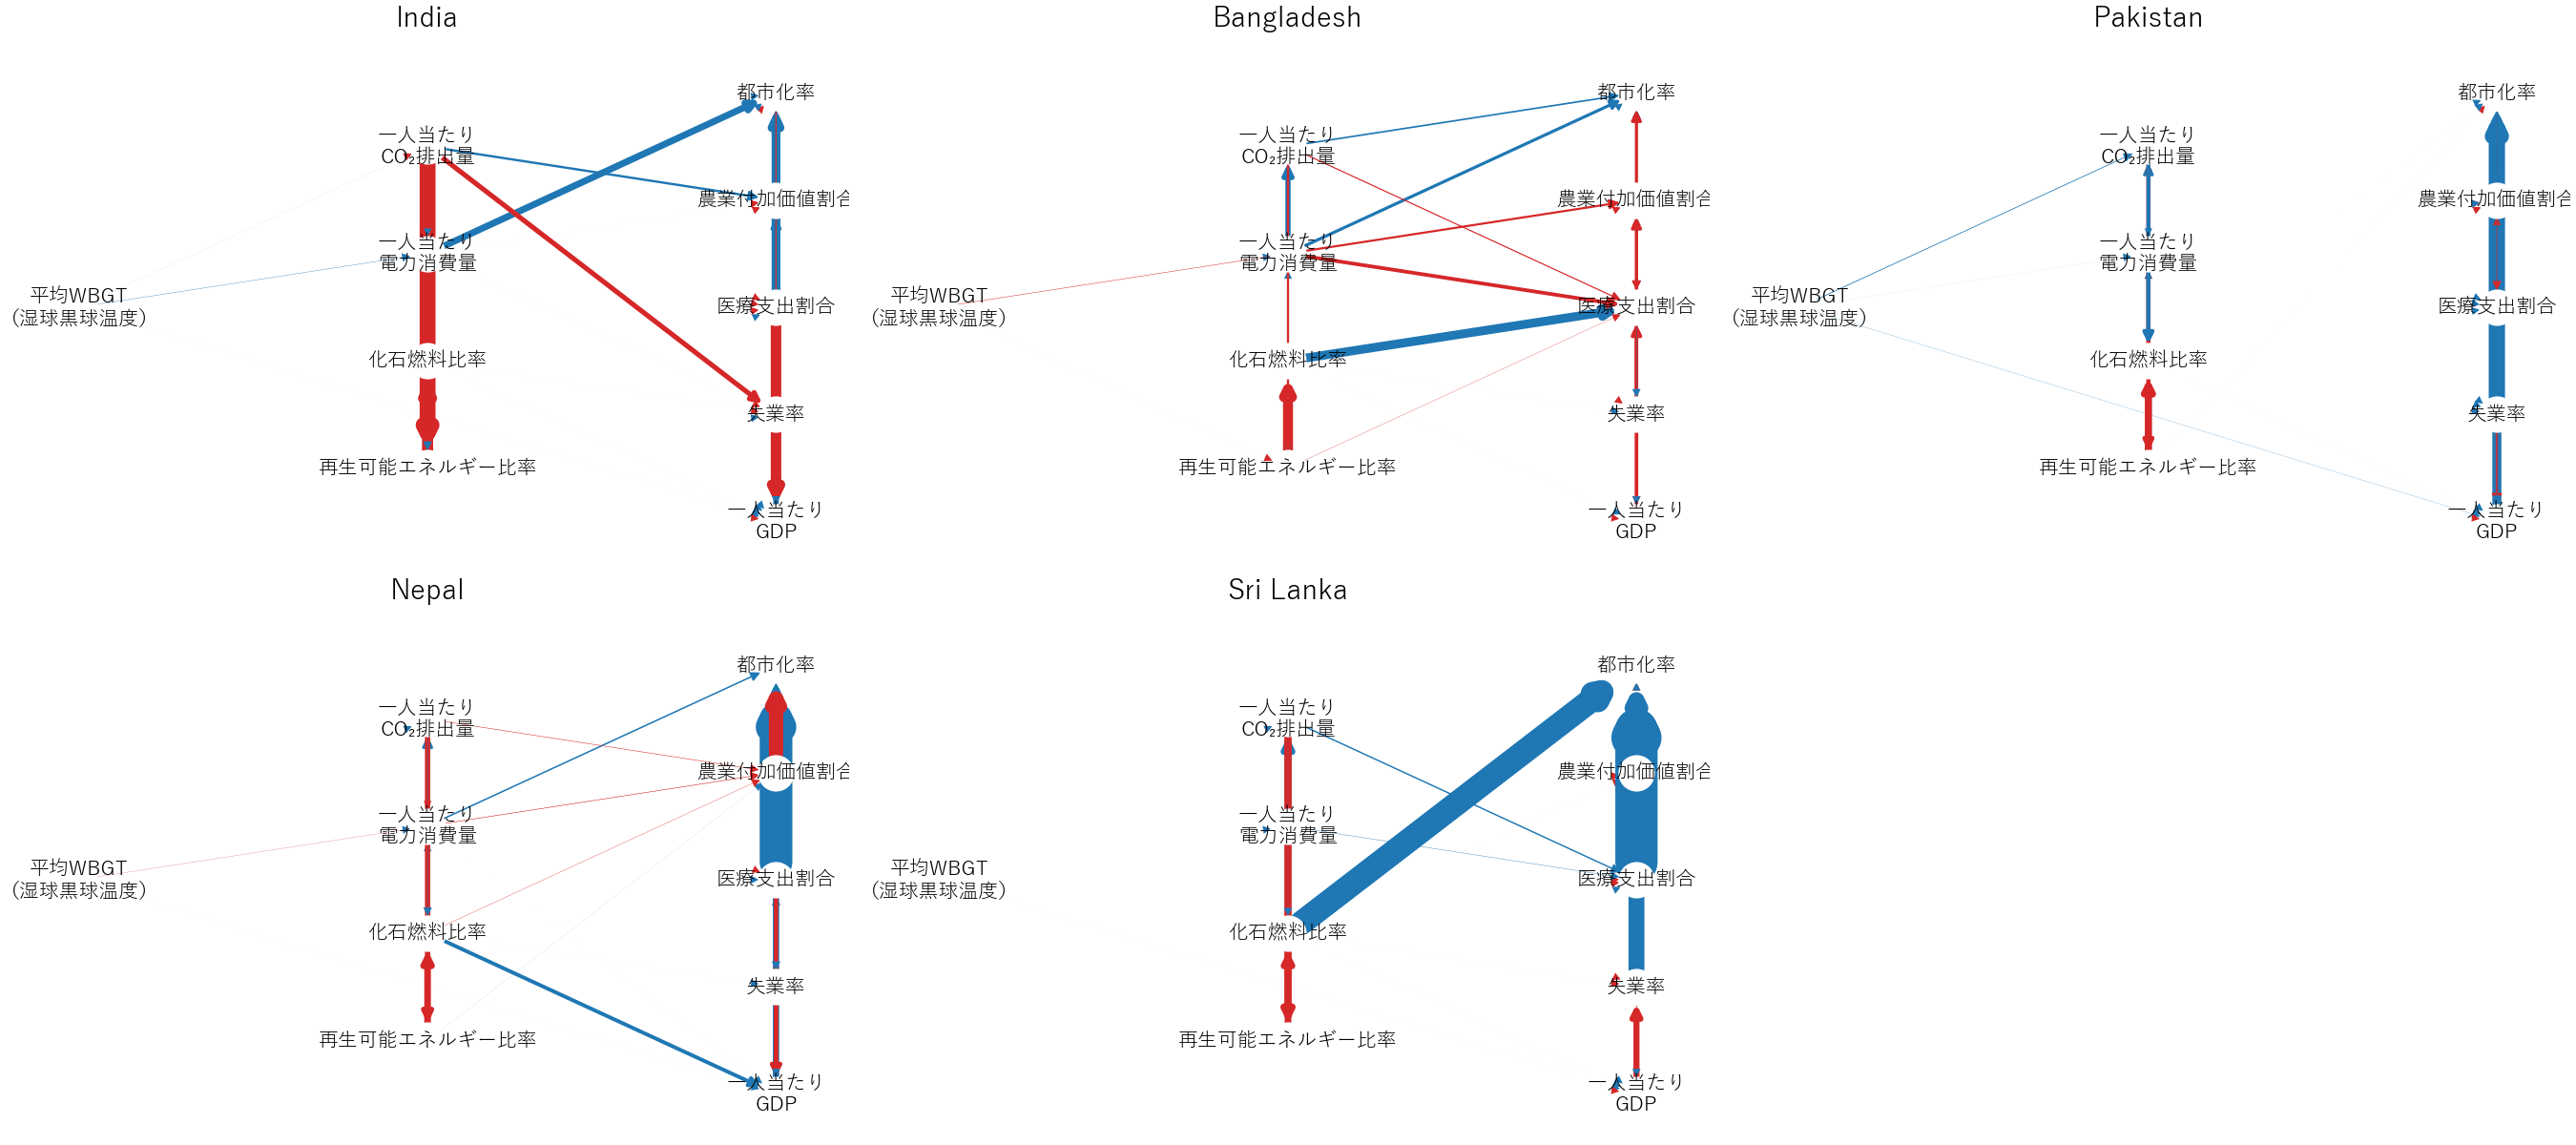 India
都市化率
一人当たり
CO₂排出量
農業付加価値割合
一人当たり
電力消費量
平均WBGT
(湿球黒球温度)
医療支出割合
化石燃料比率
失業率
再生可能エネルギー比率
一人当たり
GDP
Bangladesh
都市化率
一人当たり
CO₂排出量
農業付加価値割合
一人当たり
電力消費量
平均WBGT
(湿球黒球温度)
医療支出割合
化石燃料比率
失業率
再生可能エネルギー比率
一人当たり
GDP
Pakistan
都市化率
一人当たり
CO₂排出量
農業付加価値割合
一人当たり
電力消費量
平均WBGT
(湿球黒球温度)
医療支出割合
化石燃料比率
失業率
再生可能エネルギー比率
一人当たり
GDP
Nepal
都市化率
一人当たり
CO₂排出量
農業付加価値割合
一人当たり
電力消費量
平均WBGT
(湿球黒球温度)
医療支出割合
化石燃料比率
失業率
再生可能エネルギー比率
一人当たり
GDP
Sri Lanka
都市化率
一人当たり
CO₂排出量
農業付加価値割合
一人当たり
電力消費量
平均WBGT
(湿球黒球温度)
医療支出割合
化石燃料比率
失業率
再生可能エネルギー比率
一人当たり
GDP